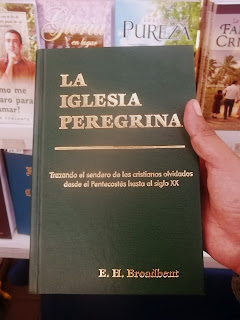 PUREZA
LA
IGLESIA
PEREGRINA
Trazando el sendero de los cristianos olvidados
desde el Pentecostés hasta el siglo XX
E. H. Broadbent